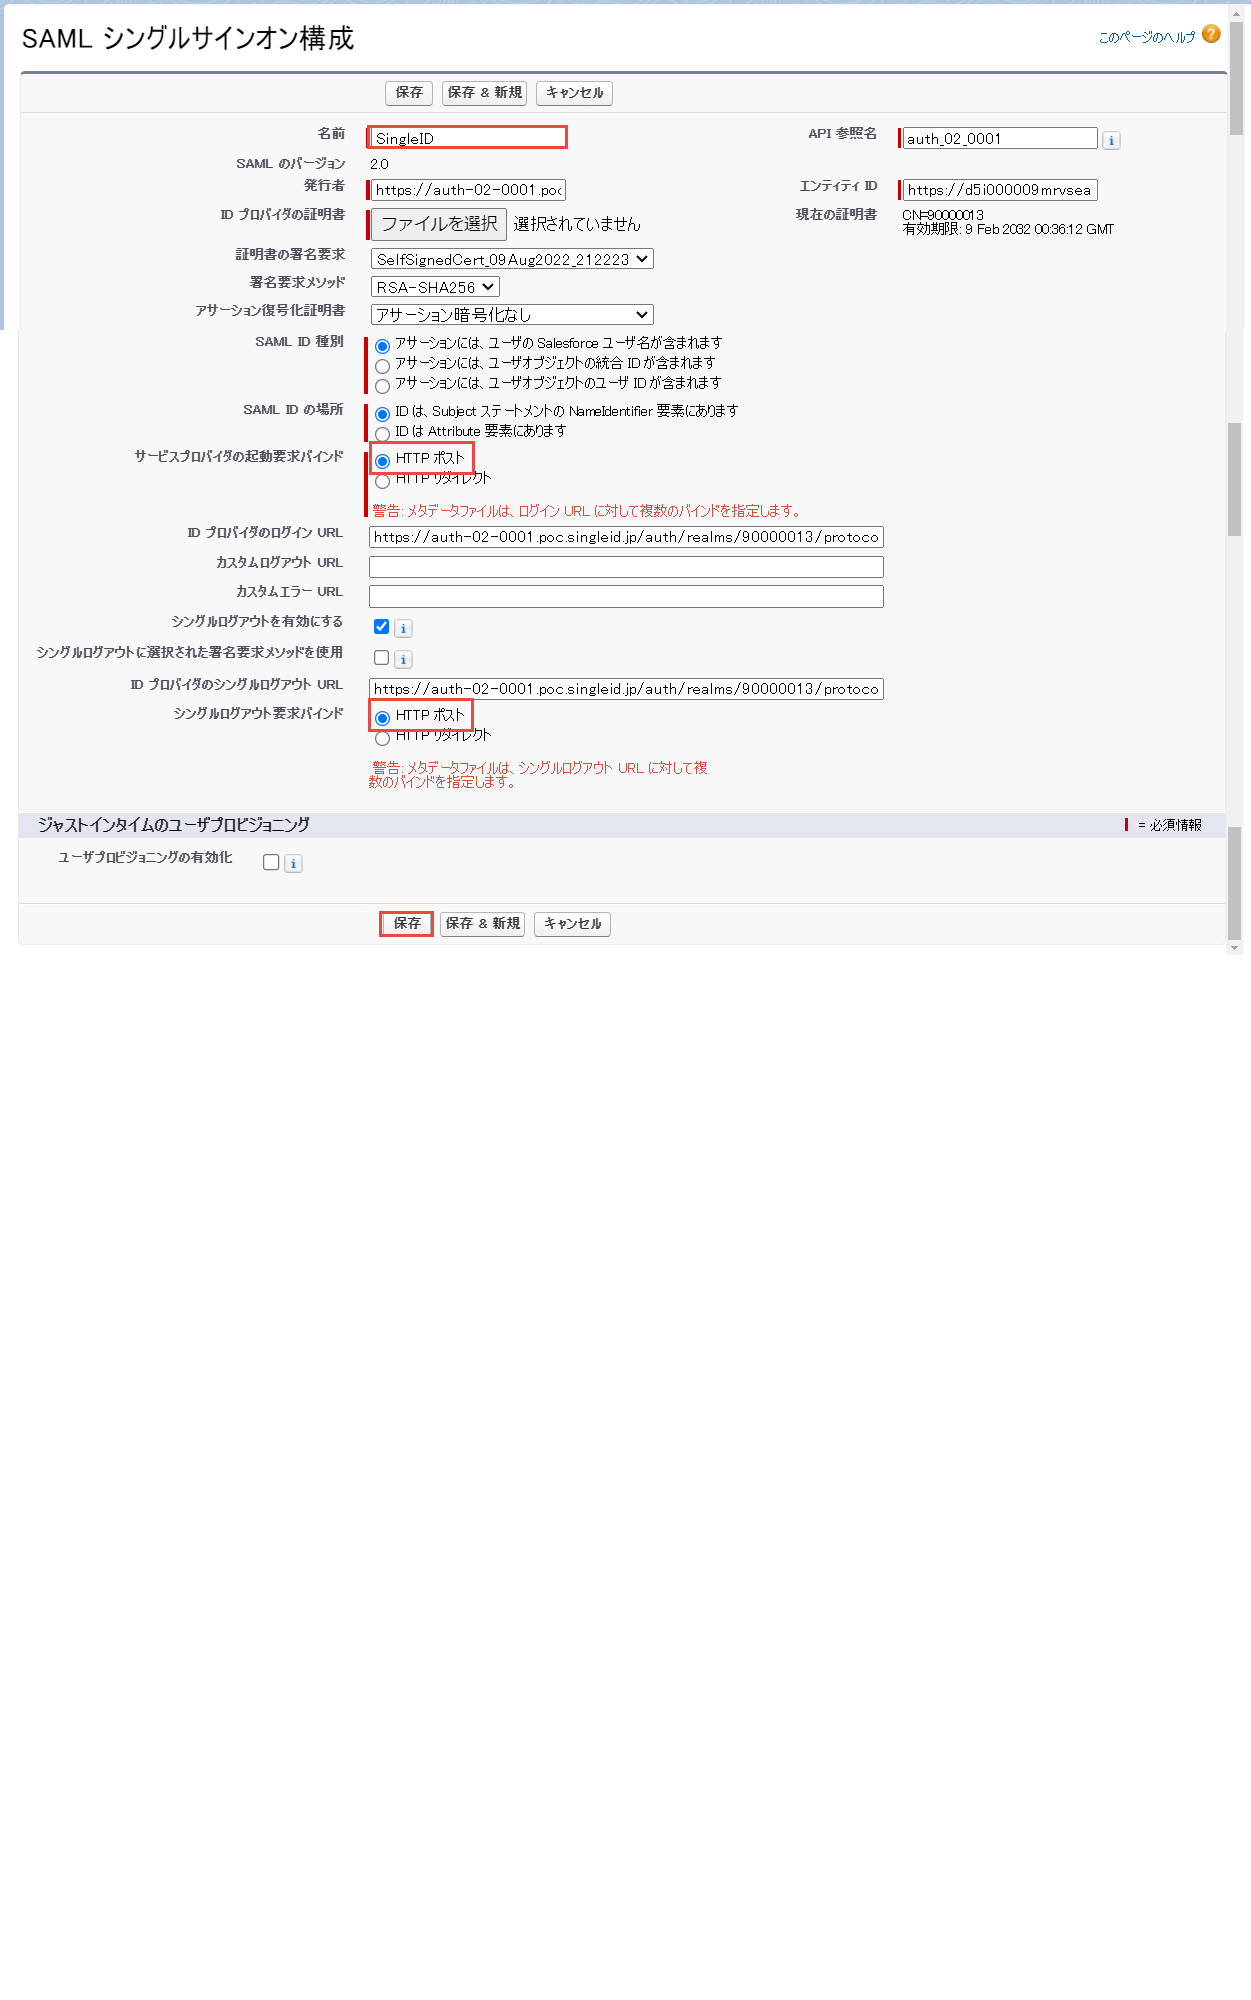 SAML シングルサインオン構成
このページのヘルプ ?
保存 保存 & 新規 キャンセル
名前 SingleID API 参照名 auth_02_0001 i
SAML のバージョン 2.0
発行者 https://auth-02-0001.poc エンティティ ID https://d5i000009mrvsea
ID プロバイダの証明書 ファイルを選択 選択されていません 現在の証明書 CN=90000013
有効期限: 9 Feb 2032 00:36:12 GMT
証明書の署名要求 SelfSignedCert_09Aug2022_212223
署名要求メソッド RSA-SHA256
アサーション復号化証明書 アサーション暗号化なし
SAML ID 種別 アサーションには、ユーザの Salesforce ユーザ名が含まれます
アサーションには、ユーザオブジェクトの統合 ID が含まれます
アサーションには、ユーザオブジェクトのユーザ ID が含まれます
SAML ID の場所 ID は、Subject ステートメントの NameIdentifier 要素にあります
ID は Attribute 要素にあります
サービスプロバイダの起動要求バインド HTTP ポスト
HTTP リダイレクト
警告: メタデータファイルは、ログイン URL に対して複数のバインドを指定します。
ID プロバイダのログイン URL https://auth-02-0001.poc.singleid.jp/auth/realms/90000013/protoco
カスタムログアウト URL
カスタムエラー URL
シングルログアウトを有効にする i
シングルログアウトに選択された署名要求メソッドを使用 i
ID プロバイダのシングルログアウト URL https://auth-02-0001.poc.singleid.jp/auth/realms/90000013/protoco
シングルログアウト要求バインド HTTP ポスト
HTTP リダイレクト
警告: メタデータファイルは、シングルログアウト URL に対して複
数のバインドを指定します。
ジャストインタイムのユーザプロビジョニング = 必須情報
ユーザプロビジョニングの有効化 i
保存 保存 & 新規 キャンセル